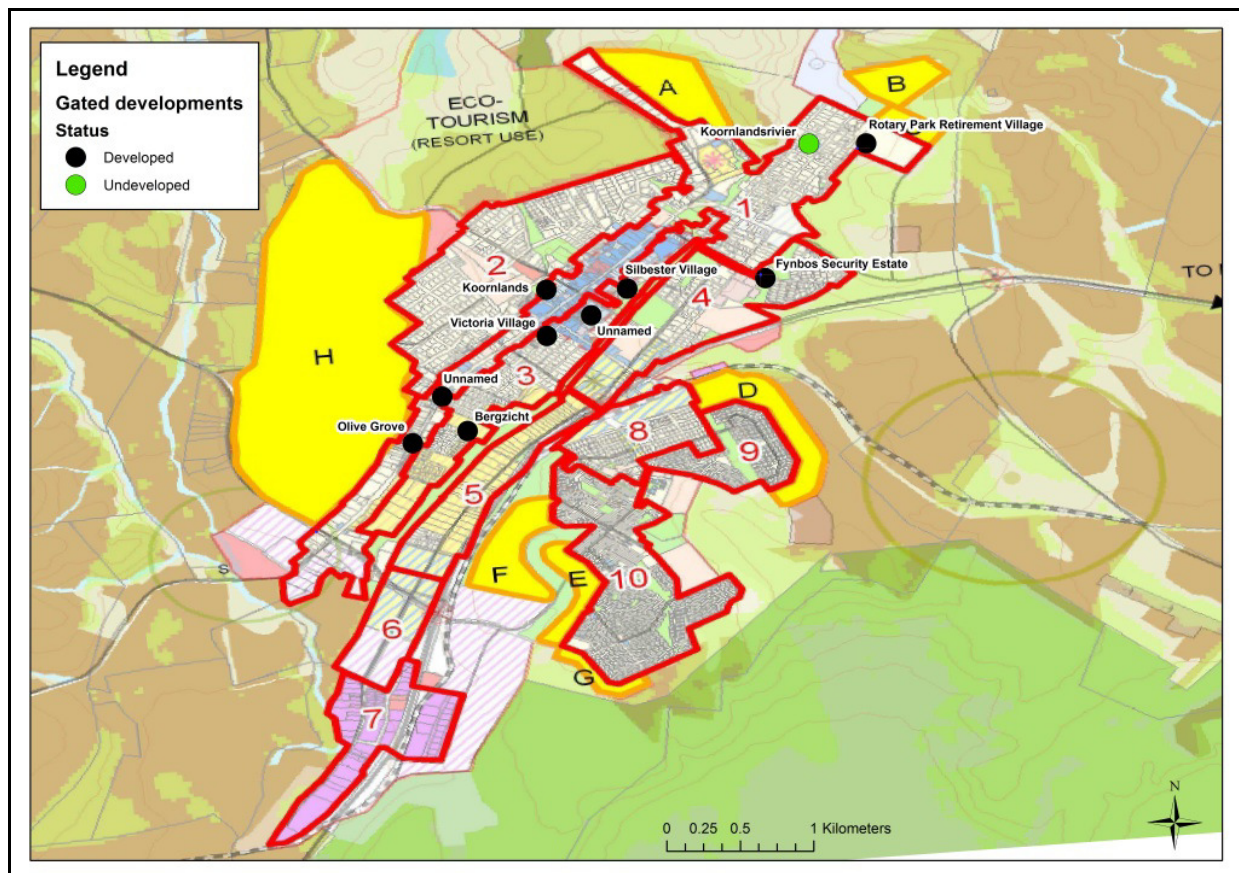 Legend
Gated developments
Status
Developed
Undeveloped
ECO-
TOURISM
(RESORT USE)
A
B
Koornlandsrivier
Rotary Park Retirement Village
1
2
Koornlands
Silbester Village
Fynbos Security Estate
4
TO
Victoria Village
Unnamed
H
3
Unnamed
D
Bergzicht
Olive Grove
8
9
5
S
F
E
10
6
G
7
N
0 0.25 0.5 1 Kilometers